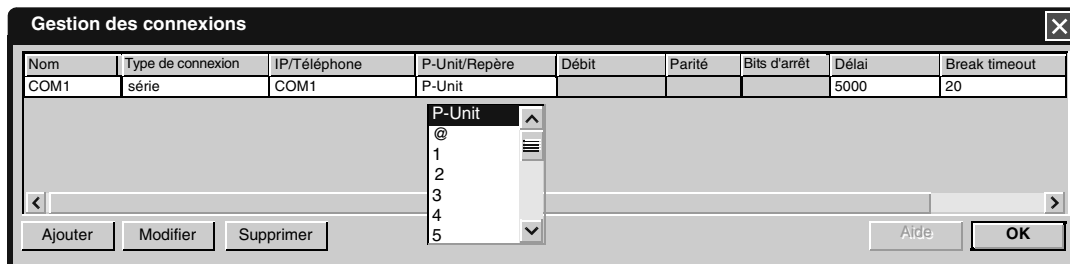 Gestion des connexions
Nom Type de connexion IP/Téléphone P-Unit/Repère Débit Parité Bits d'arrêt Délai Break timeout
COM1 série COM1 P-Unit 5000 20
P-Unit
@
1
2
3
4
5
Ajouter Modifier Supprimer Aide OK